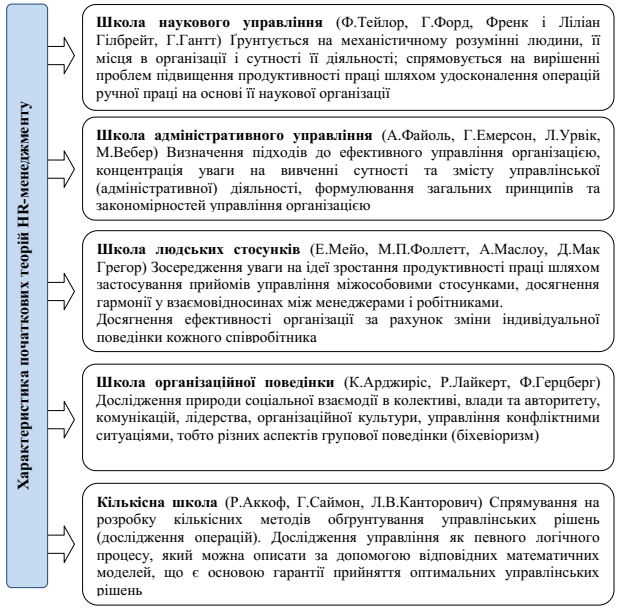 Характеристика початкових теорій HR-менеджменту
Школа наукового управління (Ф.Тейлор, Г.Форд, Френк і Ліліан
Гілбрейт, Г.Гантт) Ґрунтується на механістичному розумінні людини, її
місця в організації і сутності її діяльності; спрямовується на вирішенні
проблем підвищення продуктивності праці шляхом удосконалення операцій
ручної праці на основі її наукової організації
Школа адміністративного управління (А.Файоль, Г.Емерсон, Л.Урвік,
М.Вебер) Визначення підходів до ефективного управління організацією,
концентрація уваги на вивченні сутності та змісту управлінської
(адміністративної) діяльності, формулювання загальних принципів та
закономірностей управління організацією
Школа людських стосунків (Е.Мейо, М.П.Фоллетт, А.Маслоу, Д.Мак
Грегор) Зосередження уваги на ідеї зростання продуктивності праці шляхом
застосування прийомів управління міжособовими стосунками, досягнення
гармонії у взаємовідносинах між менеджерами і робітниками.
Досягнення ефективності організації за рахунок зміни індивідуальної
поведінки кожного співробітника
Школа організаційної поведінки (К.Арджиріс, Р.Лайкерт, Ф.Герцберг)
Дослідження природи соціальної взаємодії в колективі, влади та авторитету,
комунікацій, лідерства, організаційної культури, управління конфліктними
ситуаціями, тобто різних аспектів групової поведінки (біхевіоризм)
Кількісна школа (Р.Аккоф, Г.Саймон, Л.В.Канторович) Спрямування на
розробку кількісних методів обґрунтування управлінських рішень
(дослідження операцій). Дослідження управління як певного логічного
процесу, який можна описати за допомогою відповідних математичних
моделей, що є основою гарантії прийняття оптимальних управлінських
рішень